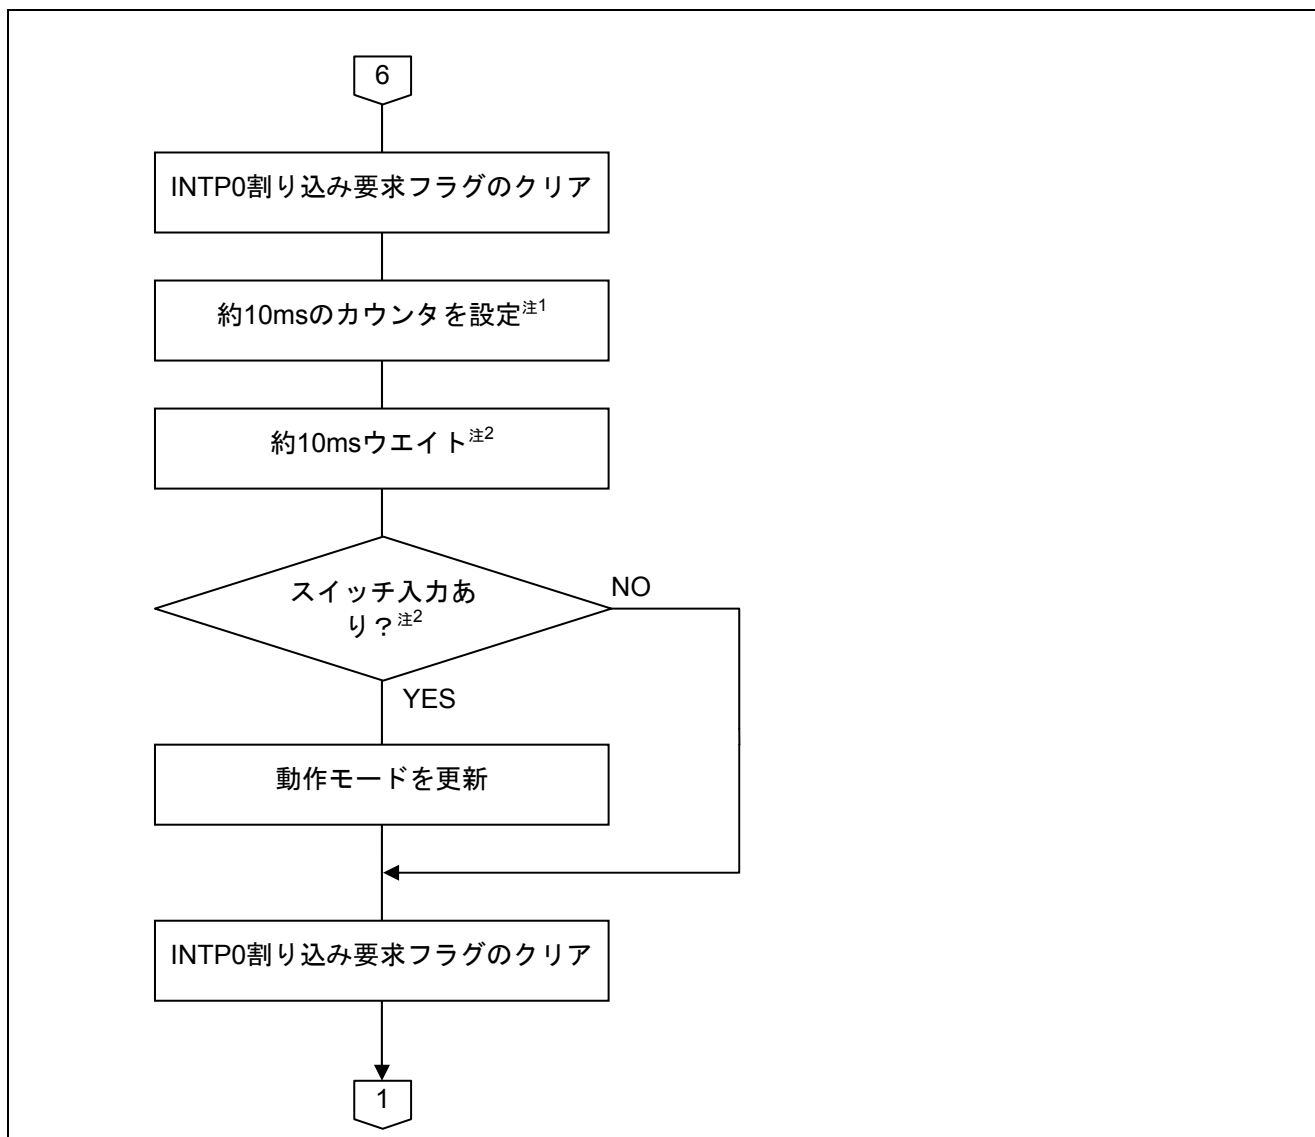 6
INTP0割り込み要求フラグのクリア
約10msのカウンタを設定注1
約10msウエイト注2
スイッチ入力あ
り？注2
NO
YES
動作モードを更新
INTP0割り込み要求フラグのクリア
1